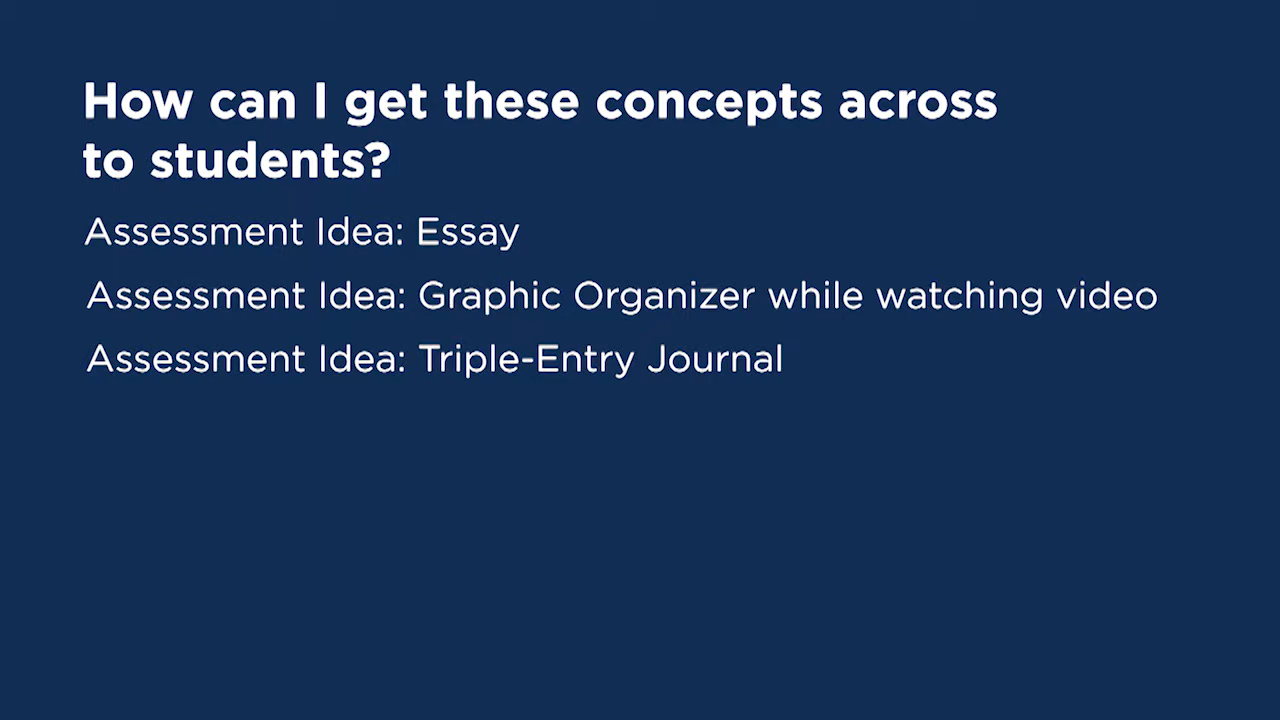 How can I get these concepts across
to students?
Assessment Idea: Essay
Assessment Idea: Graphic Organizer while watching video
Assessment Idea: Triple-Entry Journal